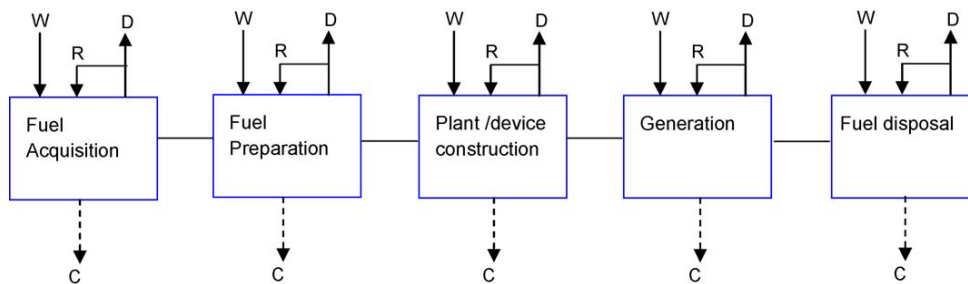 W D
R
W D
R
W D
R
W D
R
W D
R
Fuel
Acquisition
Fuel
Preparation
Plant /device
construction
Generation
Fuel disposal
C
C
C
C
C